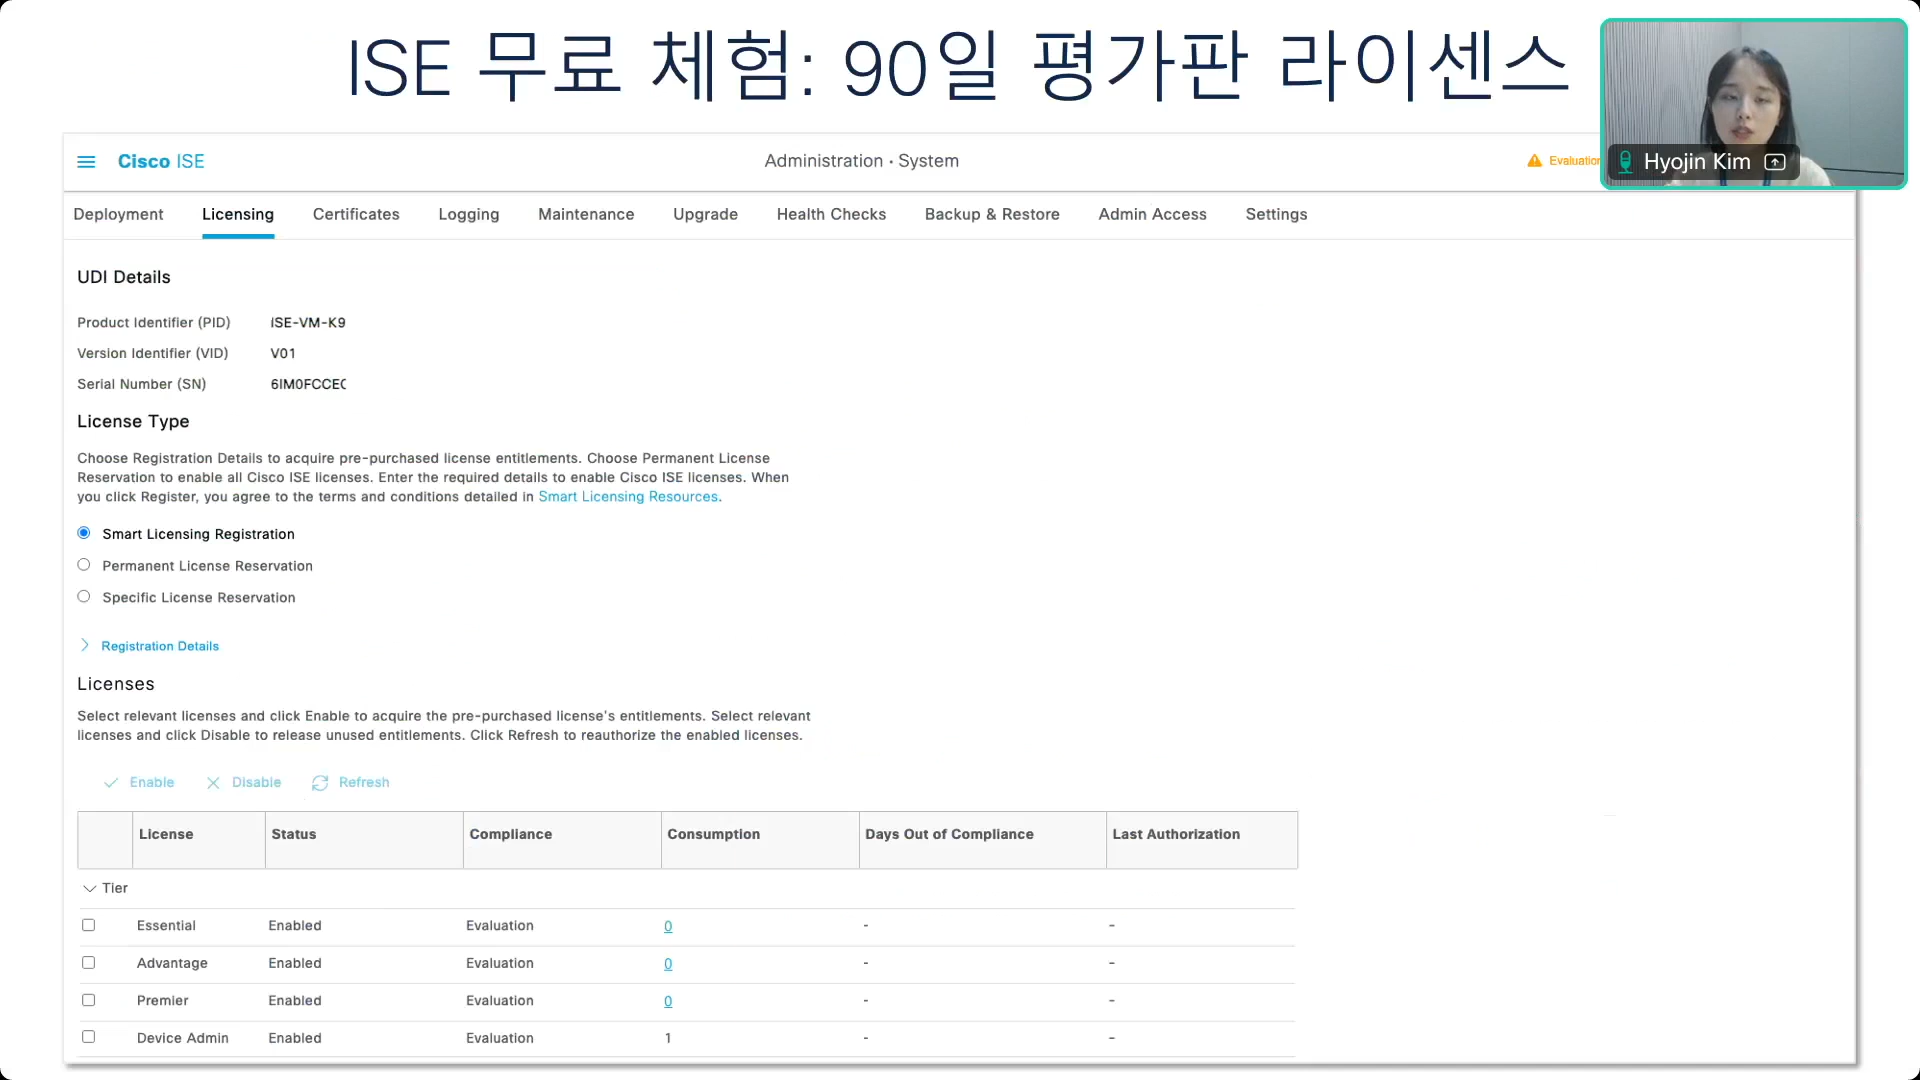 ISE 무료 체험: 90일 평가판 라이센스
Cisco ISE
Administration · System
Evaluation
Hyojin Kim
Deployment Licensing Certificates Logging Maintenance Upgrade Health Checks Backup & Restore Admin Access Settings
UDI Details
Product Identifier (PID) ISE-VM-K9
Version Identifier (VID) V01
Serial Number (SN) 6IM0FCCE
License Type
Choose Registration Details to acquire pre-purchased license entitlements. Choose Permanent License
Reservation to enable all Cisco ISE licenses. Enter the required details to enable Cisco ISE licenses. When
you click Register, you agree to the terms and conditions detailed in Smart Licensing Resources.
Smart Licensing Registration
Permanent License Reservation
Specific License Reservation
Registration Details
Licenses
Select relevant licenses and click Enable to acquire the pre-purchased license's entitlements. Select relevant
licenses and click Disable to release unused entitlements. Click Refresh to reauthorize the enabled licenses.
Enable Disable Refresh
License Status Compliance Consumption Days Out of Compliance Last Authorization
Tier
Essential Enabled Evaluation 0 - -
Advantage Enabled Evaluation 0 - -
Premier Enabled Evaluation 0 - -
Device Admin Enabled Evaluation 1 - -